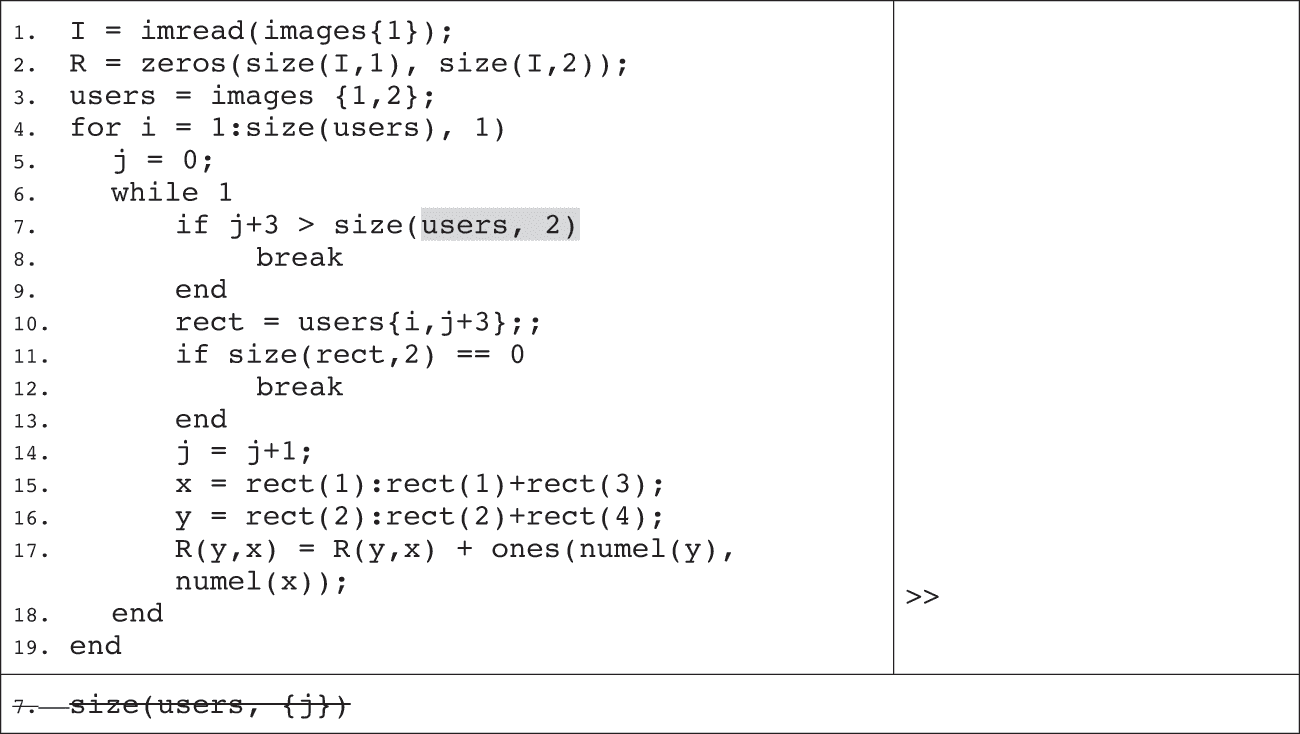 1. I = imread(images{1});
2. R = zeros(size(I,1), size(I,2));
3. users = images {1,2};
4. for i = 1:size(users), 1)
5. j = 0;
6. while 1
7. if j+3 > size(users, 2)
8. break
9. end
10. rect = users{i,j+3};;
11. if size(rect,2) == 0
12. break
13. end
14. j = j+1;
15. x = rect(1):rect(1)+rect(3);
16. y = rect(2):rect(2)+rect(4);
17. R(y,x) = R(y,x) + ones(numel(y),
numel(x));
18. end
19. end
>>
7. size(users, {j})